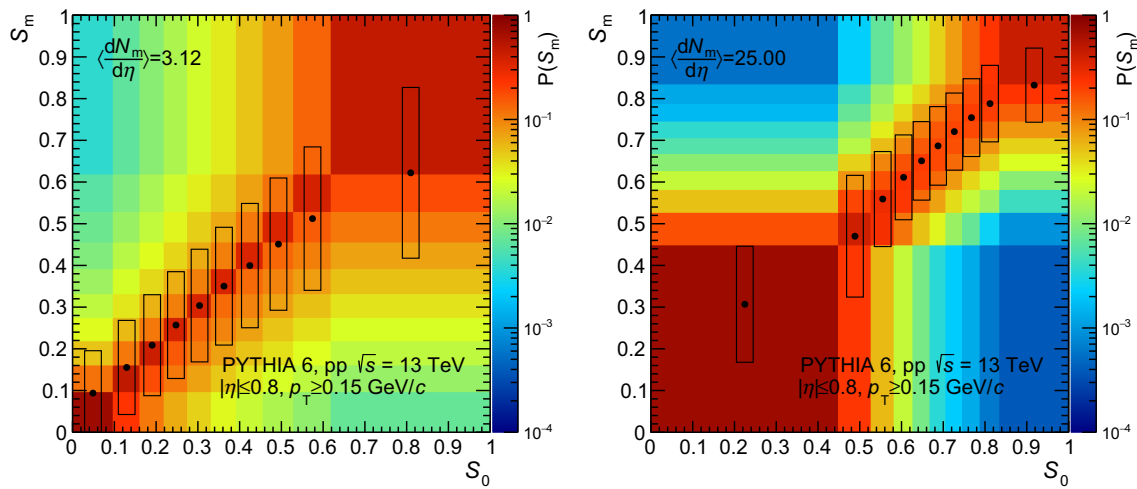 S_m
1
0.9
0.8
0.7
0.6
0.5
0.4
0.3
0.2
0.1
0
⟨dN_m/dη⟩=3.12
PYTHIA 6, pp √s = 13 TeV
|η|≤0.8, p_T≥0.15 GeV/c
0 0.1 0.2 0.3 0.4 0.5 0.6 0.7 0.8 0.9 1
S_0
1
10^-1
10^-2
10^-3
10^-4
P(S_m)
S_m
1
0.9
0.8
0.7
0.6
0.5
0.4
0.3
0.2
0.1
0
⟨dN_m/dη⟩=25.00
PYTHIA 6, pp √s = 13 TeV
|η|≤0.8, p_T≥0.15 GeV/c
0 0.1 0.2 0.3 0.4 0.5 0.6 0.7 0.8 0.9 1
S_0
1
10^-1
10^-2
10^-3
10^-4
P(S_m)